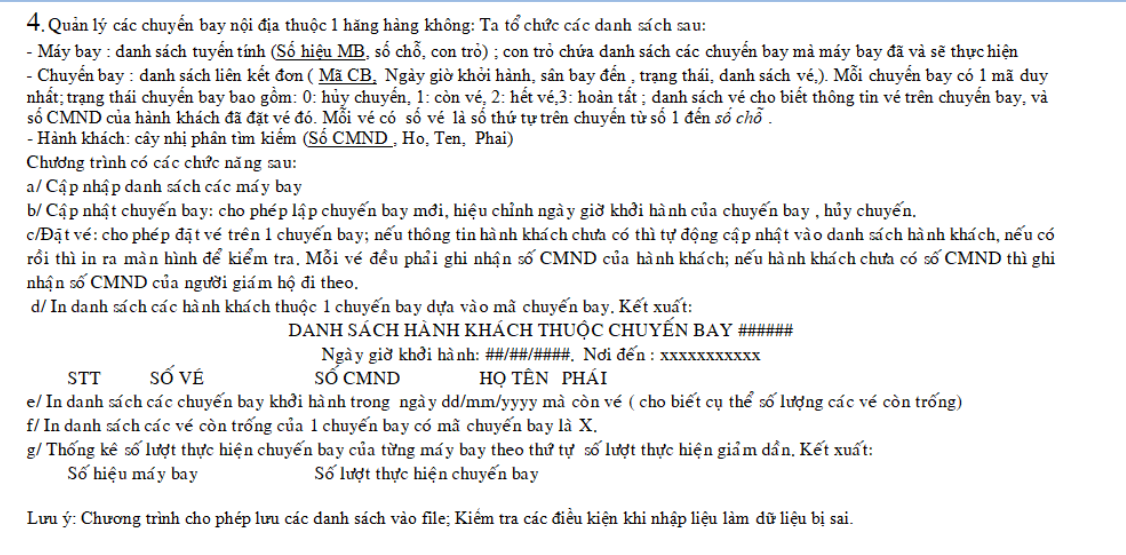 4. Quản lý các chuyến bay nội địa thuộc 1 hãng hàng không: Ta tổ chức các danh sách sau:
- Máy bay : danh sách tuyến tính (Số hiệu MB, số chỗ, con trỏ) ; con trỏ chứa danh sách các chuyến bay mà máy bay đã và sẽ thực hiện
- Chuyến bay : danh sách liên kết đơn ( Mã CB, Ngày giờ khởi hành, sân bay đến , trạng thái, danh sách vé,). Mỗi chuyến bay có 1 mã duy
nhất; trạng thái chuyến bay bao gồm: 0: hủy chuyến, 1: còn vé, 2: hết vé,3: hoàn tất ; danh sách vé cho biết thông tin vé trên chuyến bay, và
số CMND của hành khách đã đặt vé đó. Mỗi vé có số vé là số thứ tự trên chuyến từ số 1 đến số chỗ .
- Hành khách: cây nhị phân tìm kiếm (Số CMND , Ho, Ten, Phai)
Chương trình có các chức năng sau:
a/ Cập nhập danh sách các máy bay
b/ Cập nhật chuyến bay: cho phép lập chuyến bay mới, hiệu chỉnh ngày giờ khởi hành của chuyến bay , hủy chuyến.
c/Đặt vé: cho phép đặt vé trên 1 chuyến bay; nếu thông tin hành khách chưa có thì tự động cập nhật vào danh sách hành khách, nếu có
rồi thì in ra màn hình để kiểm tra. Mỗi vé đều phải ghi nhận số CMND của hành khách; nếu hành khách chưa có số CMND thì ghi
nhận số CMND của người giám hộ đi theo.
d/ In danh sách các hành khách thuộc 1 chuyến bay dựa vào mã chuyến bay. Kết xuất:
DANH SÁCH HÀNH KHÁCH THUỘC CHUYẾN BAY ######
Ngày giờ khởi hành: ##/##/####. Nơi đến : xxxxxxxxxxx
STT SỐ VÉ SỐ CMND HỌ TÊN PHÁI
e/ In danh sách các chuyến bay khởi hành trong ngày dd/mm/yyyy mà còn vé ( cho biết cụ thể số lượng các vé còn trống)
f/ In danh sách các vé còn trống của 1 chuyến bay có mã chuyến bay là X.
g/ Thống kê số lượt thực hiện chuyến bay của từng máy bay theo thứ tự số lượt thực hiện giảm dần. Kết xuất:
Số hiệu máy bay Số lượt thực hiện chuyến bay
Lưu ý: Chương trình cho phép lưu các danh sách vào file; Kiểm tra các điều kiện khi nhập liệu làm dữ liệu bị sai.